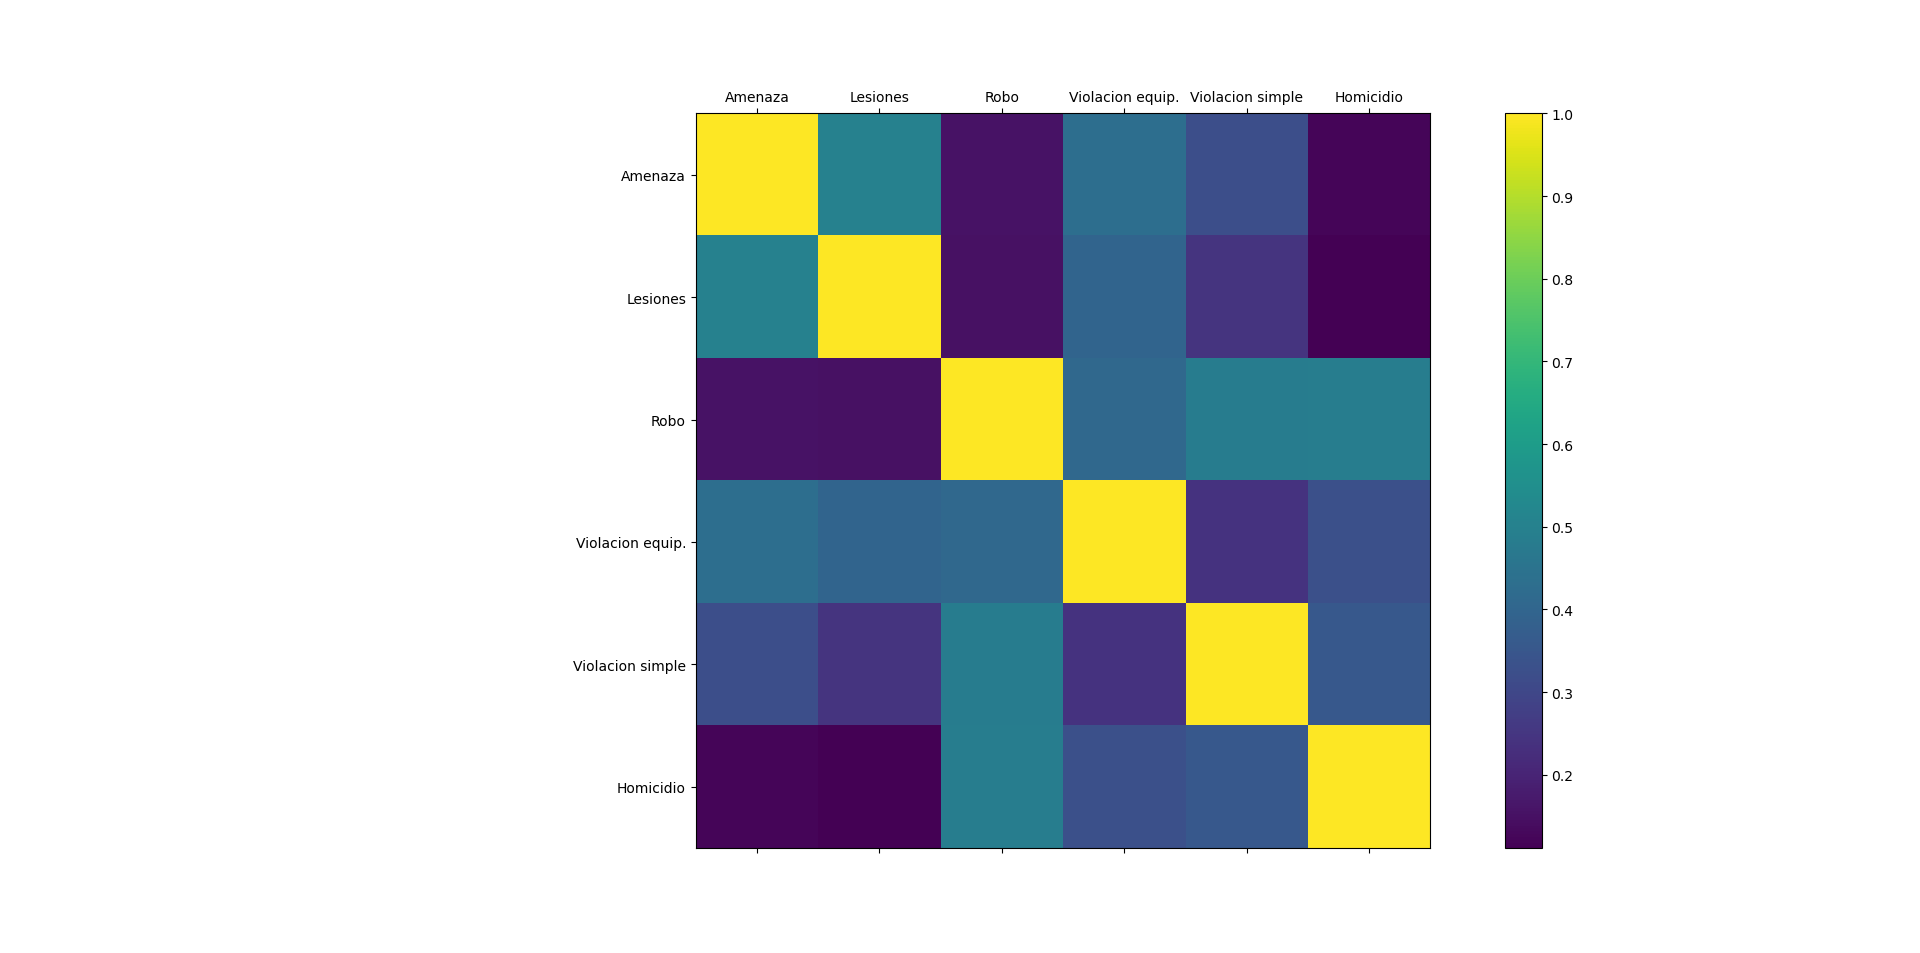 Amenaza Lesiones Robo Violacion equip. Violacion simple Homicidio
Amenaza
Lesiones
Robo
Violacion equip.
Violacion simple
Homicidio
1.0
0.9
0.8
0.7
0.6
0.5
0.4
0.3
0.2